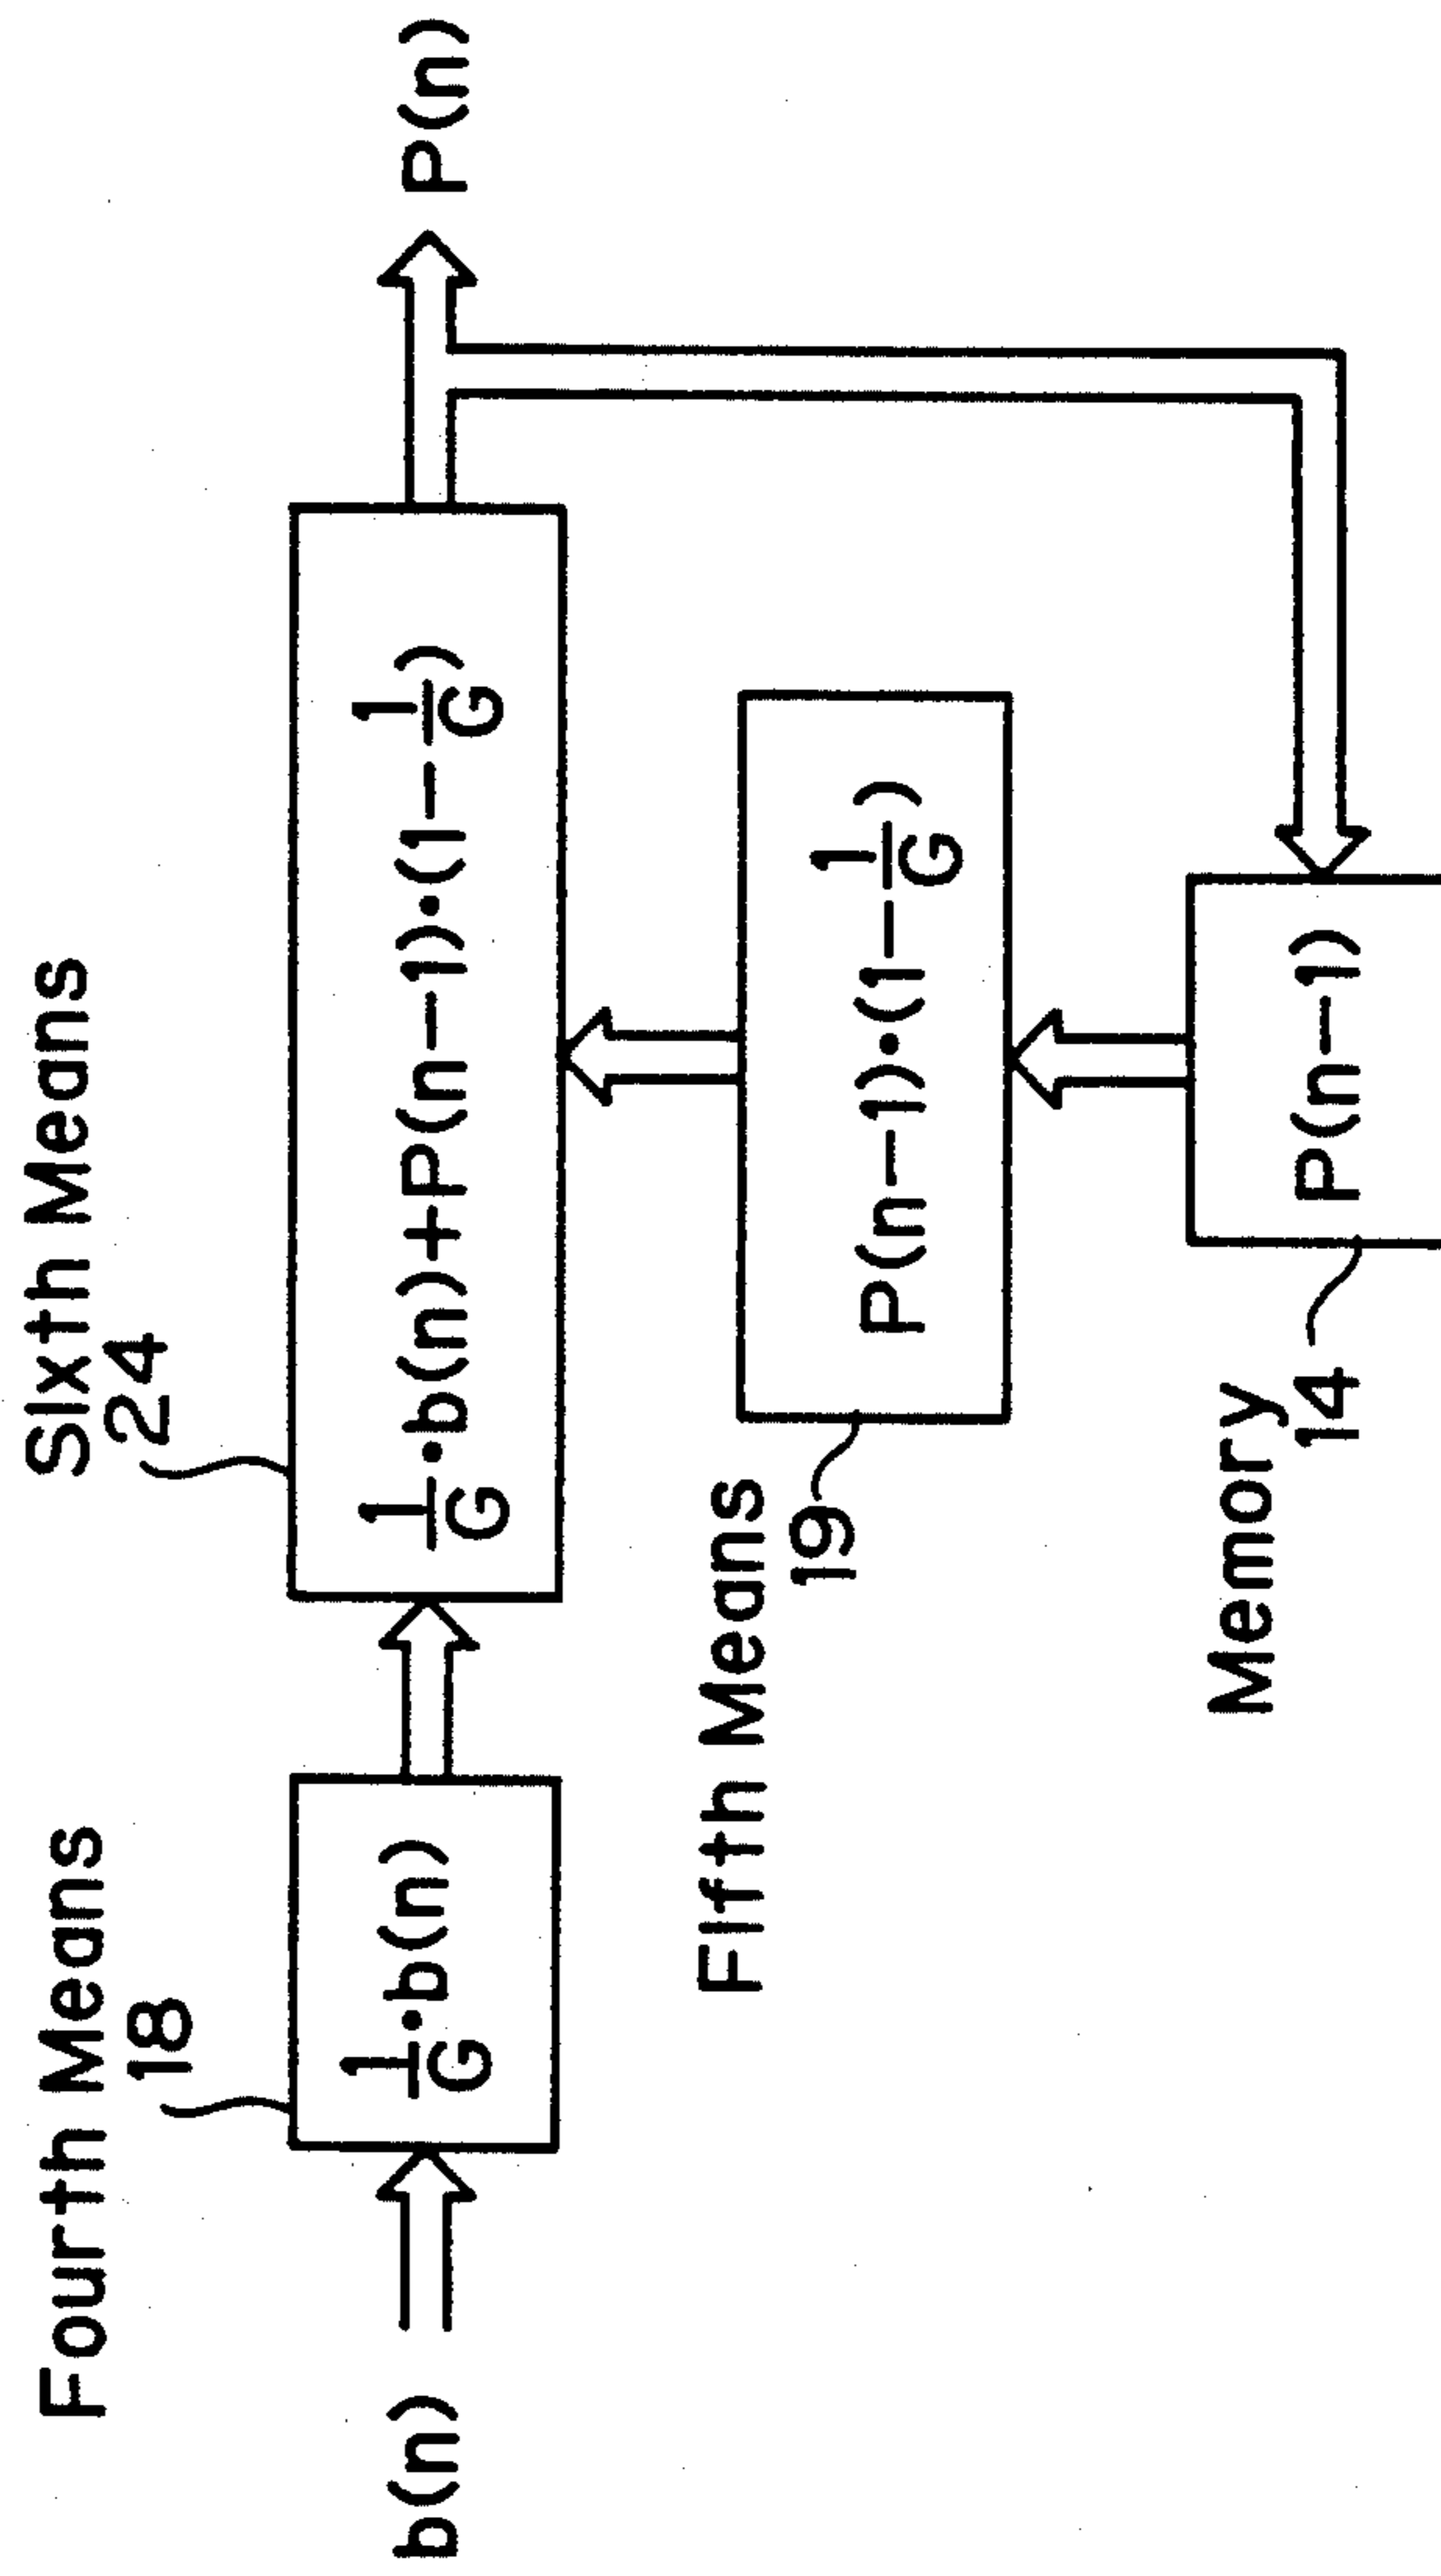 Fourth Means
18
Sixth Means
24
b(n)
1/G·b(n)
1/G·b(n)+P(n-1)·(1-1/G)
P(n)
Fifth Means
19
P(n-1)·(1-1/G)
Memory
14
P(n-1)